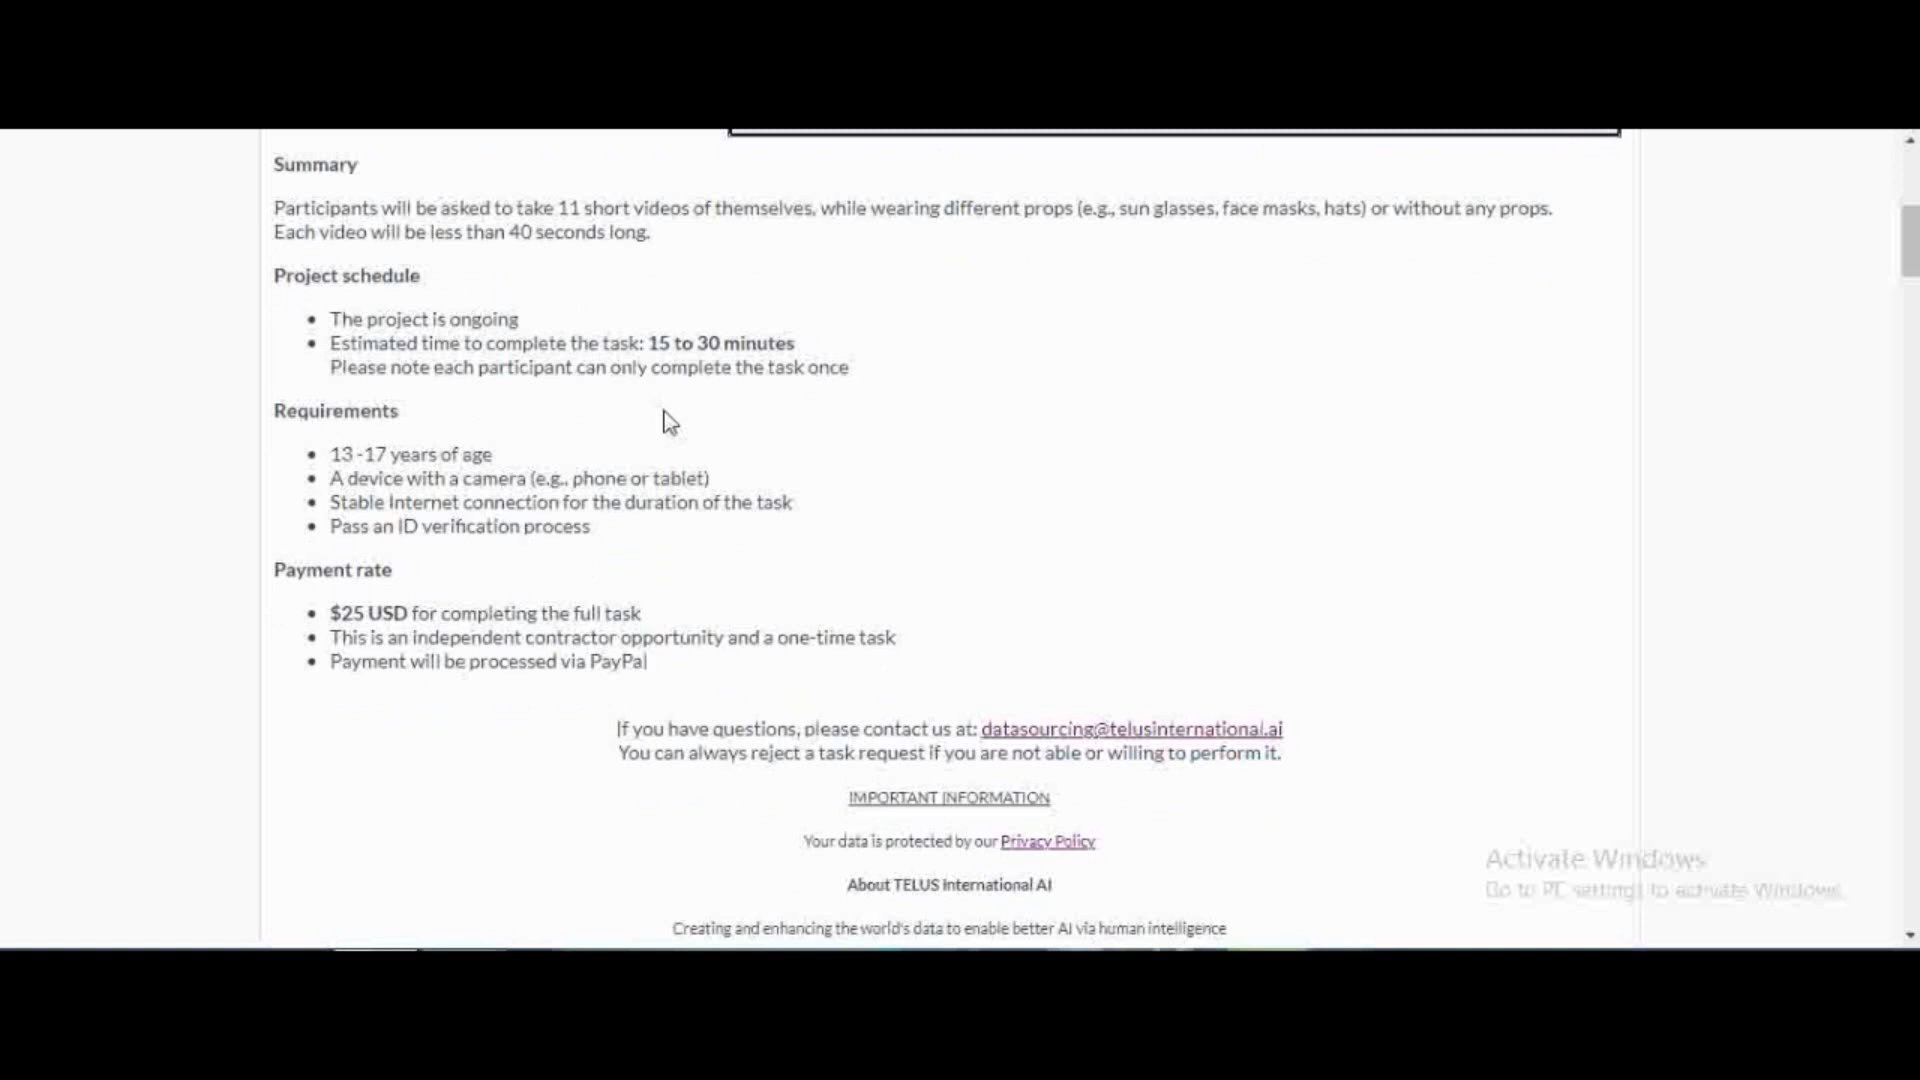 Summary
Participants will be asked to take 11 short videos of themselves, while wearing different props (e.g., sun glasses, face masks, hats) or without any props.
Each video will be less than 40 seconds long.
Project schedule
• The project is ongoing
• Estimated time to complete the task: 15 to 30 minutes
Please note each participant can only complete the task once
Requirements
• 13 -17 years of age
• A device with a camera (e.g., phone or tablet)
• Stable Internet connection for the duration of the task
• Pass an ID verification process
Payment rate
• $25 USD for completing the full task
• This is an independent contractor opportunity and a one-time task
• Payment will be processed via PayPal
If you have questions, please contact us at: datasourcing@telusinternational.ai
You can always reject a task request if you are not able or willing to perform it.
IMPORTANT INFORMATION
Your data is protected by our Privacy Policy
About TELUS International AI
Activate Windows
Go to PC settings to activate Windows.
Creating and enhancing the world's data to enable better AI via human intelligence